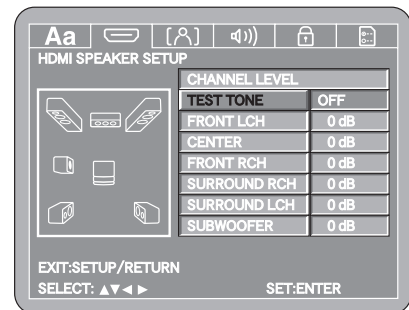 Aa
HDMI SPEAKER SETUP
CHANNEL LEVEL
TEST TONE OFF
FRONT LCH 0 dB
CENTER 0 dB
FRONT RCH 0 dB
SURROUND RCH 0 dB
SURROUND LCH 0 dB
SUBWOOFER 0 dB
EXIT:SETUP/RETURN
SELECT: ▲▼◄ ► SET:ENTER